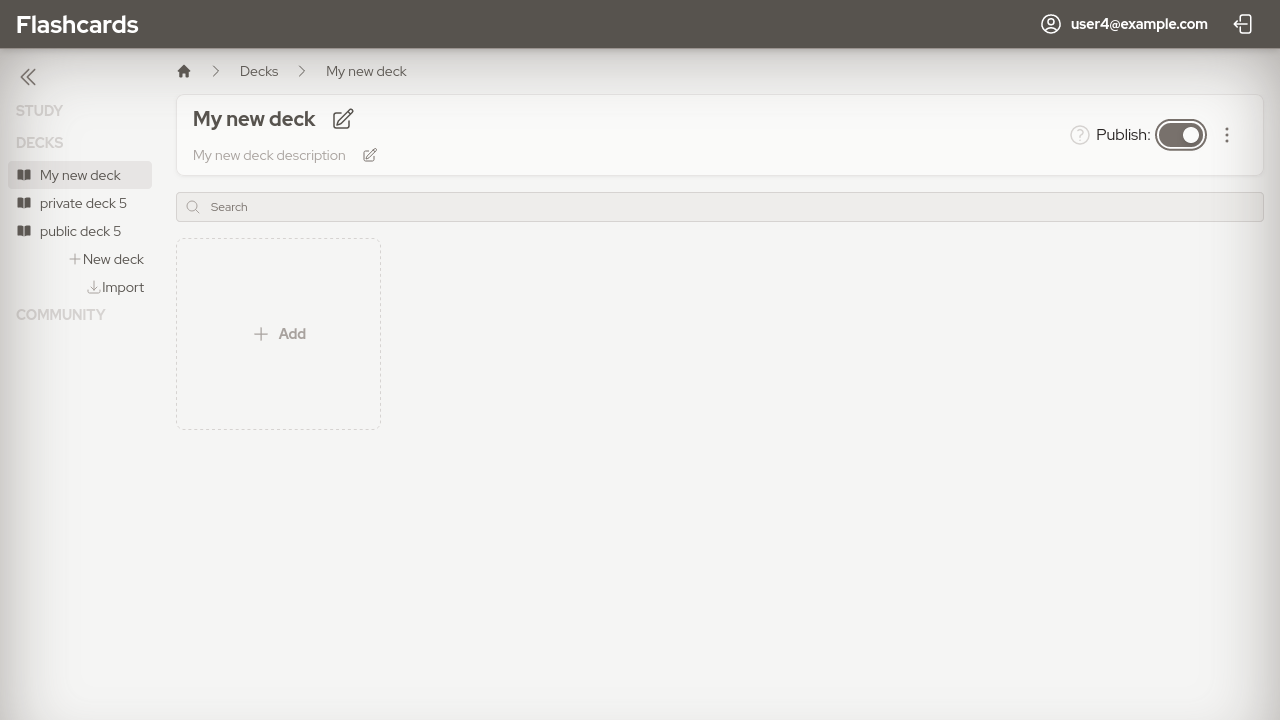 Flashcards
user4@example.com
STUDY
DECKS
My new deck
private deck 5
public deck 5
New deck
Import
COMMUNITY
Decks
My new deck
My new deck
My new deck description
Publish:
Search
Add